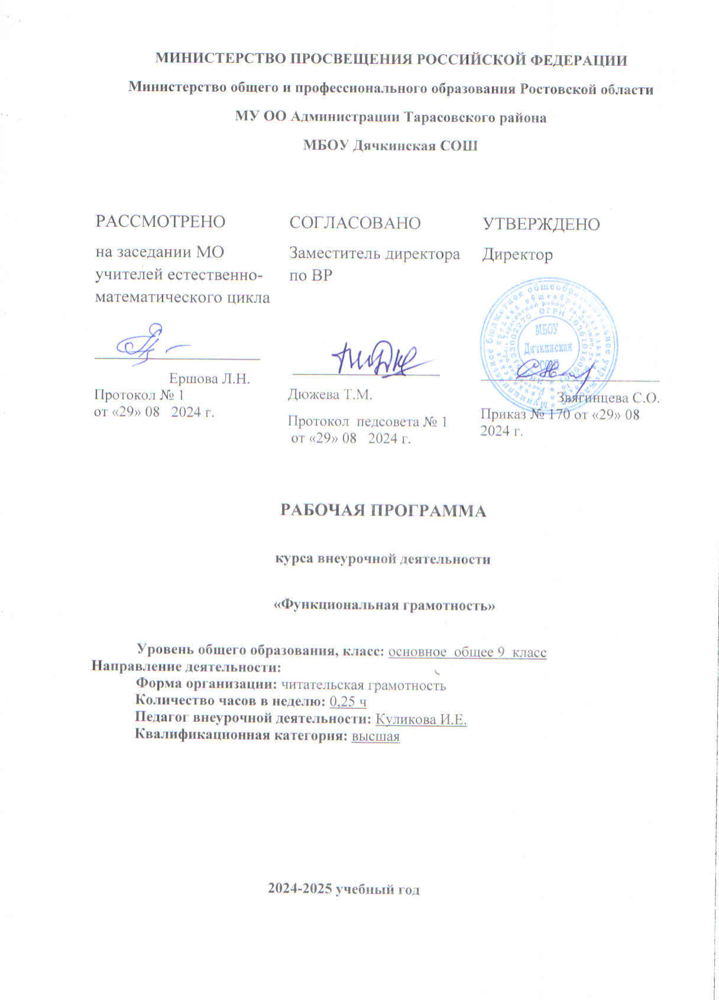 МИНИСТЕРСТВО ПРОСВЕЩЕНИЯ РОССИЙСКОЙ ФЕДЕРАЦИИ
Министерство общего и профессионального образования Ростовской области
МУ ОО Администрации Тарасовского района
МБОУ Дячкинская СОШ
РАССМОТРЕНО
на заседании МО
учителей естественно-
математического цикла
Ершова Л.Н.
Протокол № 1
от «29» 08 2024 г.
СОГЛАСОВАНО
Заместитель директора
по ВР
Дюжева Т.М.
Протокол педсовета № 1
от «29» 08 2024 г.
УТВЕРЖДЕНО
Директор
МБОУ
Дячкинская
СОШ
Звягинцева С.О.
Приказ № 170 от «29» 08
2024 г.
РАБОЧАЯ ПРОГРАММА
курса внеурочной деятельности
«Функциональная грамотность»
Уровень общего образования, класс: основное общее 9 класс
Направление деятельности:
Форма организации: читательская грамотность
Количество часов в неделю: 0,25 ч
Педагог внеурочной деятельности: Куликова И.Е.
Квалификационная категория: высшая
2024-2025 учебный год